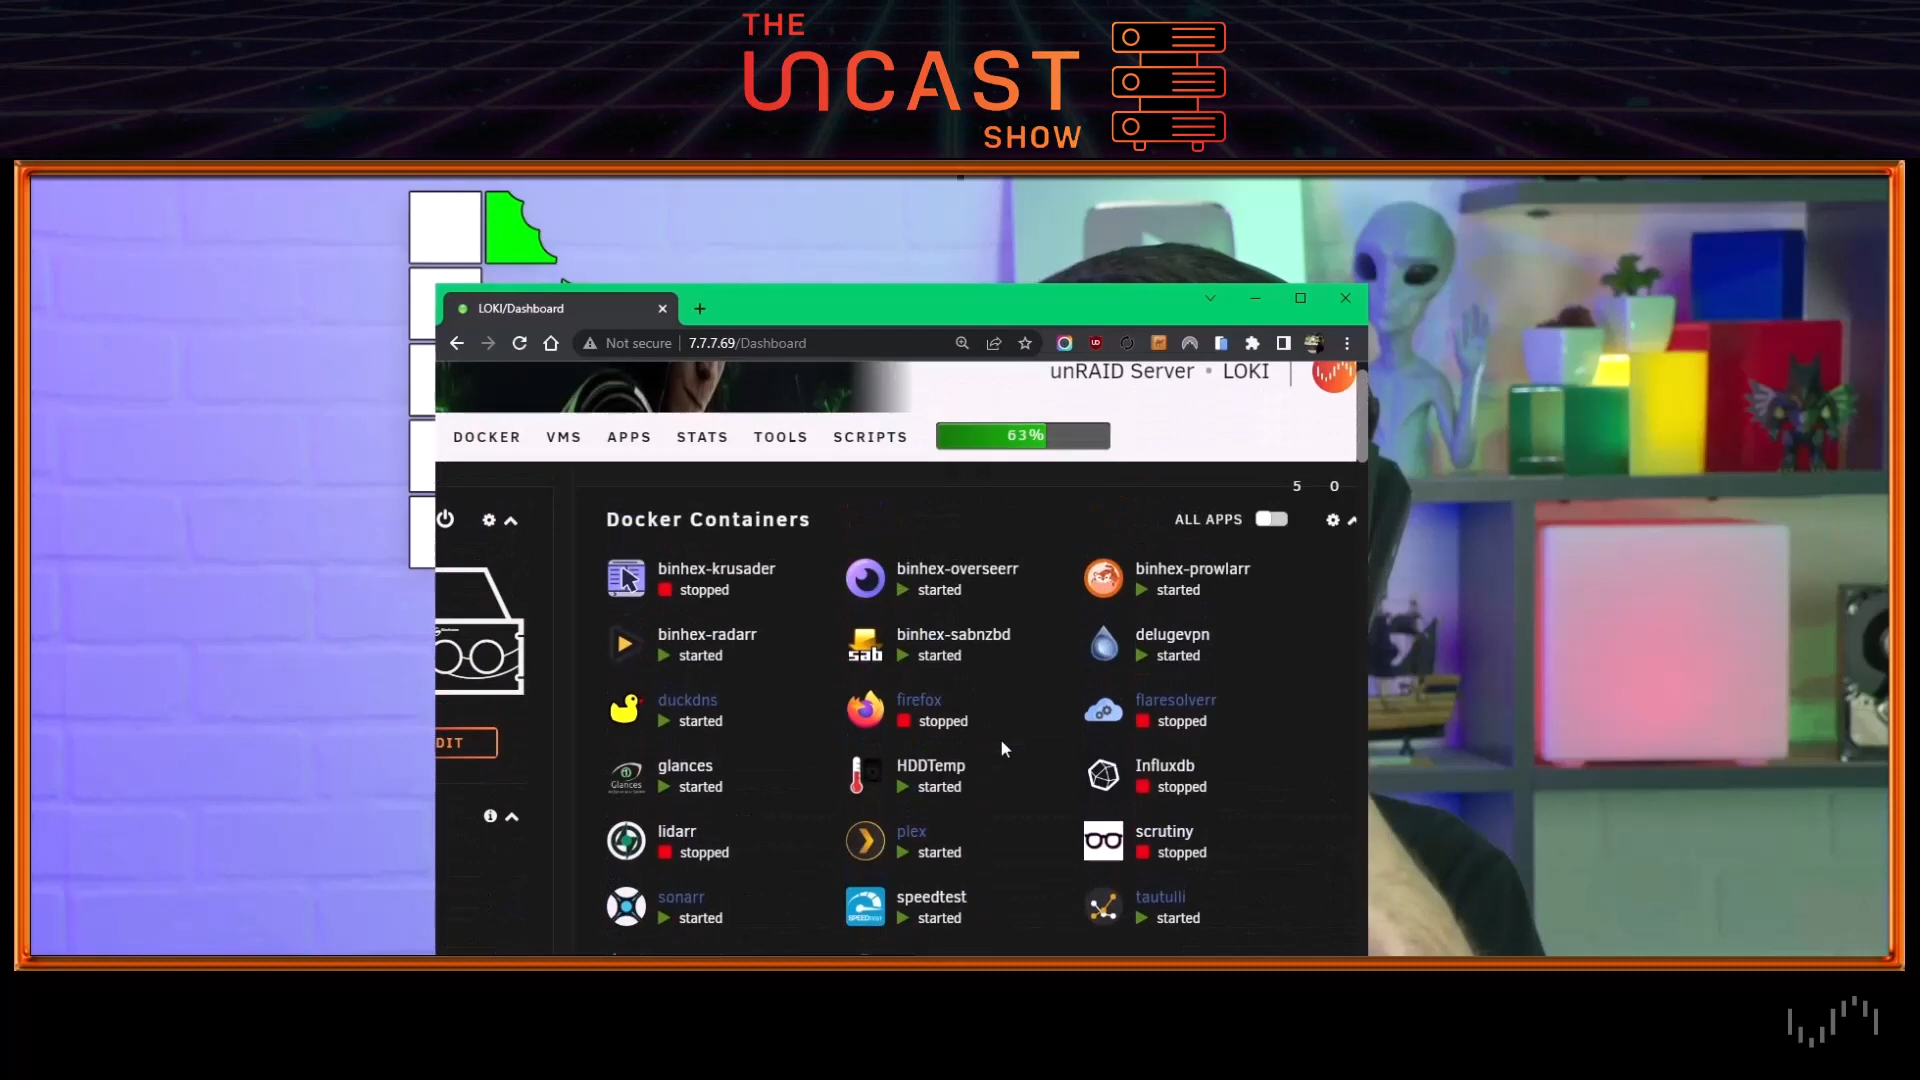 THE
UNCAST
SHOW
LOKI/Dashboard
Not secure
7.7.7.69/Dashboard
unRAID Server • LOKI
DOCKER VMS APPS STATS TOOLS SCRIPTS 63%
5 0
Docker Containers ALL APPS
binhex-krusader binhex-overseerr binhex-prowlarr
stopped started started
binhex-radarr binhex-sabnzbd delugevpn
sab
started started started
duckdns firefox flaresolverr
started stopped stopped
DIT
glances HDDTemp Influxdb
Glances
started started stopped
lidarr plex scrutiny
stopped started stopped
sonarr speedtest tautulli
SPEEDTEST
started started started